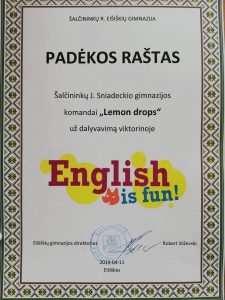 ŠALČININKŲ R. EIŠIŠKIŲ GIMNAZIJA
PADĖKOS RAŠTAS
Šalčininkų J. Sniadeckio gimnazijos
komandai „Lemon drops"
už dalyvavimą viktorinoje
English
is fun!
Eišiškių gimnazijos direktorius
Robert Sliževski
2019-04-11
Eišiškės